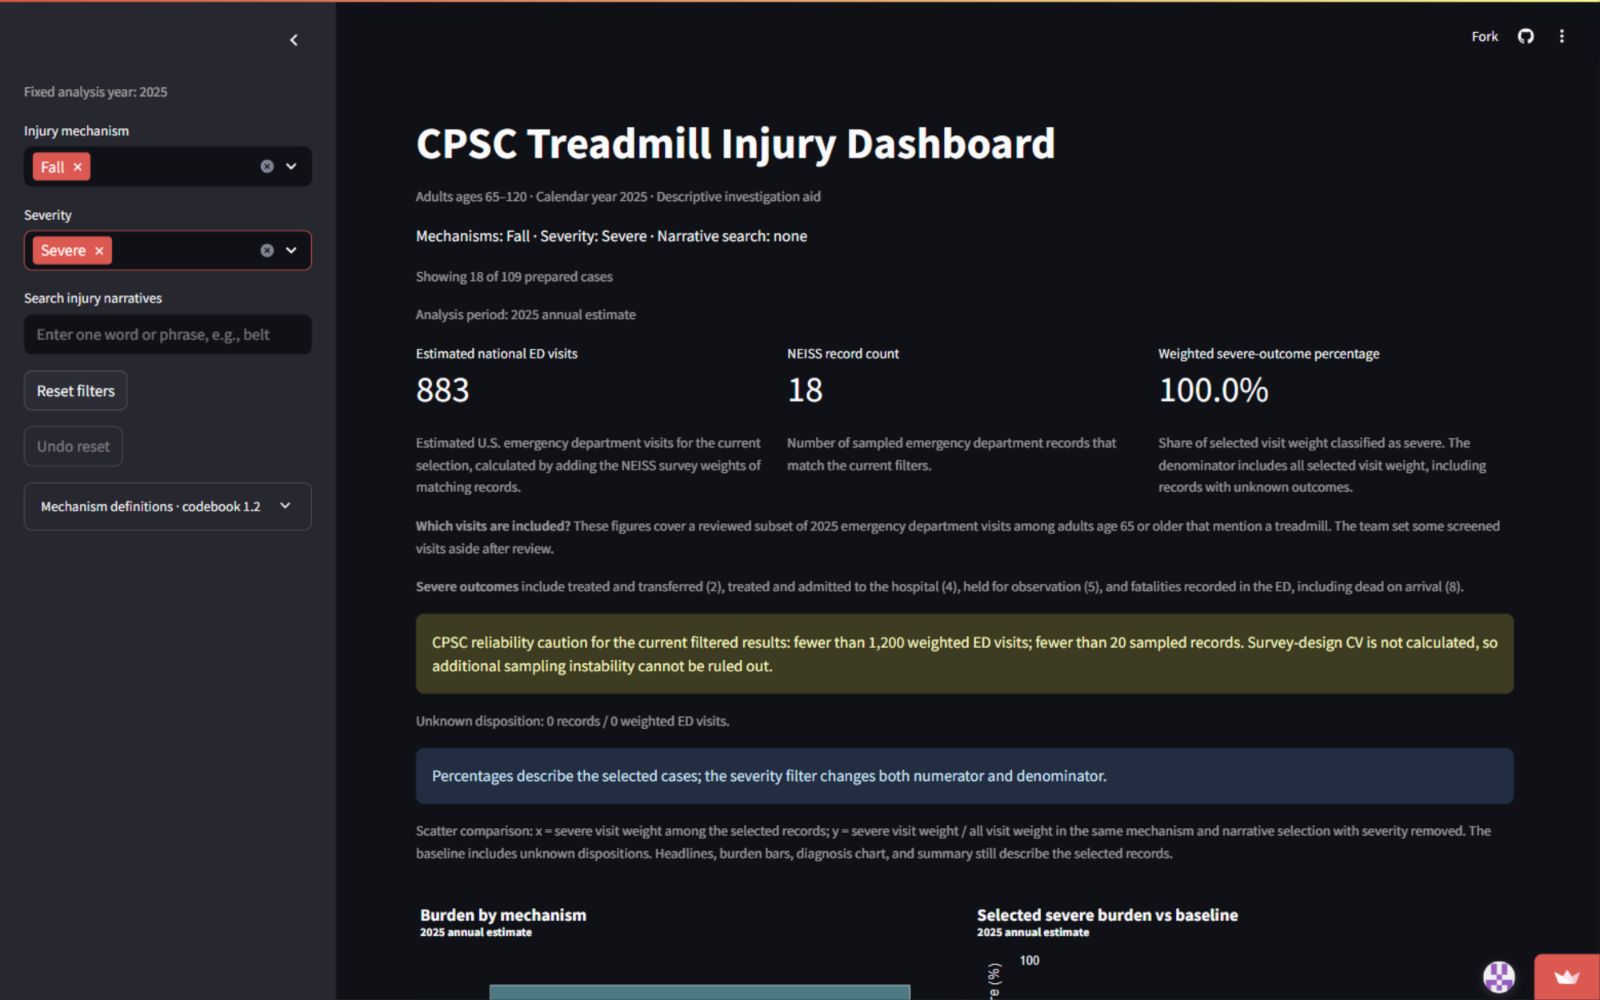 Fork
Fixed analysis year: 2025
Injury mechanism
Fall ×
Severity
Severe ×
Search injury narratives
Enter one word or phrase, e.g., belt
Reset filters
Undo reset
Mechanism definitions · codebook 1.2
CPSC Treadmill Injury Dashboard
Adults ages 65–120 · Calendar year 2025 · Descriptive investigation aid
Mechanisms: Fall · Severity: Severe · Narrative search: none
Showing 18 of 109 prepared cases
Analysis period: 2025 annual estimate
Estimated national ED visits
883
Estimated U.S. emergency department visits for the current
selection, calculated by adding the NEISS survey weights of
matching records.
NEISS record count
18
Number of sampled emergency department records that
match the current filters.
Weighted severe-outcome percentage
100.0%
Share of selected visit weight classified as severe. The
denominator includes all selected visit weight, including
records with unknown outcomes.
Which visits are included? These figures cover a reviewed subset of 2025 emergency department visits among adults age 65 or older that mention a treadmill. The team set some screened
visits aside after review.
Severe outcomes include treated and transferred (2), treated and admitted to the hospital (4), held for observation (5), and fatalities recorded in the ED, including dead on arrival (8).
CPSC reliability caution for the current filtered results: fewer than 1,200 weighted ED visits; fewer than 20 sampled records. Survey-design CV is not calculated, so
additional sampling instability cannot be ruled out.
Unknown disposition: 0 records / 0 weighted ED visits.
Percentages describe the selected cases; the severity filter changes both numerator and denominator.
Scatter comparison: x = severe visit weight among the selected records; y = severe visit weight / all visit weight in the same mechanism and narrative selection with severity removed. The
baseline includes unknown dispositions. Headlines, burden bars, diagnosis chart, and summary still describe the selected records.
Burden by mechanism
2025 annual estimate
Selected severe burden vs baseline
2025 annual estimate
100
(%)